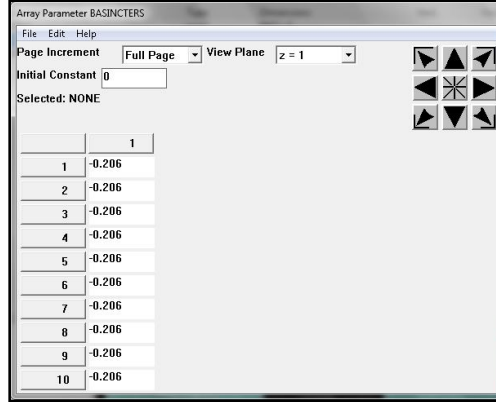 Array Parameter BASINCTERS
File Edit Help
Page Increment Full Page View Plane z = 1
Initial Constant 0
Selected: NONE
1
1 -0.206
2 -0.206
3 -0.206
4 -0.206
5 -0.206
6 -0.206
7 -0.206
8 -0.206
9 -0.206
10 -0.206